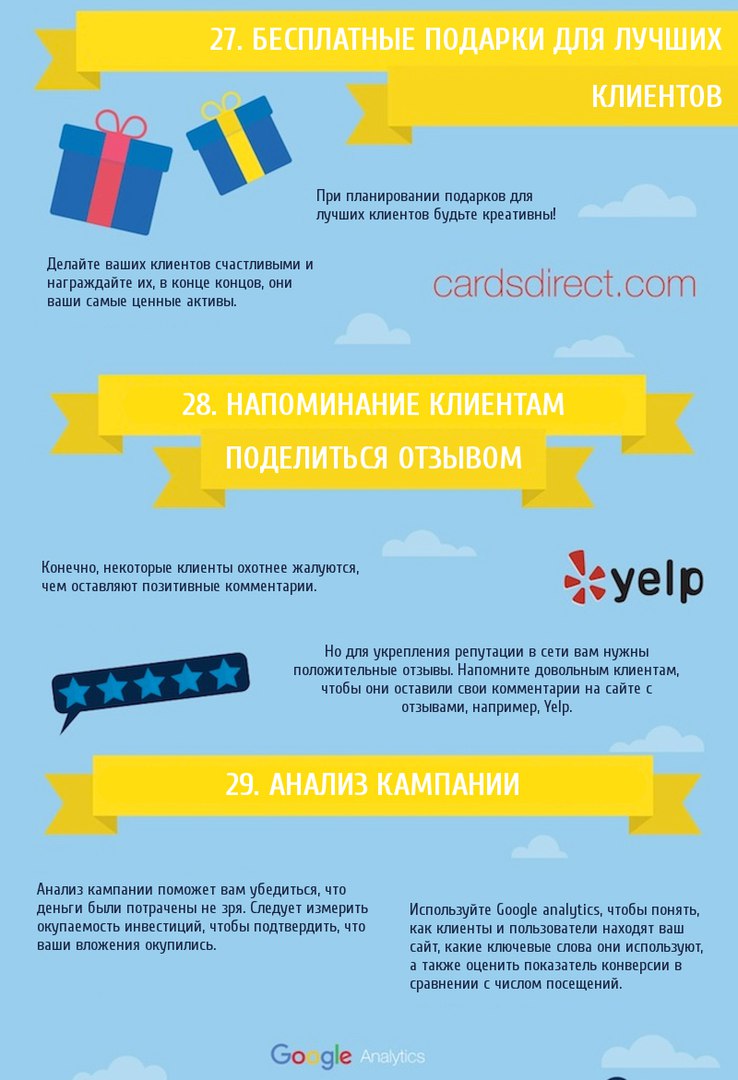 27. БЕСПЛАТНЫЕ ПОДАРКИ ДЛЯ ЛУЧШИХ
КЛИЕНТОВ
При планировании подарков для
лучших клиентов будьте креативны!
Делайте ваших клиентов счастливыми и
награждайте их, в конце концов, они
ваши самые ценные активы.
cardsdirect.com
28. НАПОМИНАНИЕ КЛИЕНТАМ
ПОДЕЛИТЬСЯ ОТЗЫВОМ
Конечно, некоторые клиенты охотнее жалуются,
чем оставляют позитивные комментарии.
yelp
Но для укрепления репутации в сети вам нужны
положительные отзывы. Напомните довольным клиентам,
чтобы они оставили свои комментарии на сайте с
отзывами, например, Yelp.
29. АНАЛИЗ КАМПАНИИ
Анализ кампании поможет вам убедиться, что
деньги были потрачены не зря. Следует измерить
окупаемость инвестиций, чтобы подтвердить, что
ваши вложения окупились.
Используйте Google analytics, чтобы понять,
как клиенты и пользователи находят ваш
сайт, какие ключевые слова они используют,
а также оценить показатель конверсии в
сравнении с числом посещений.
Google Analytics